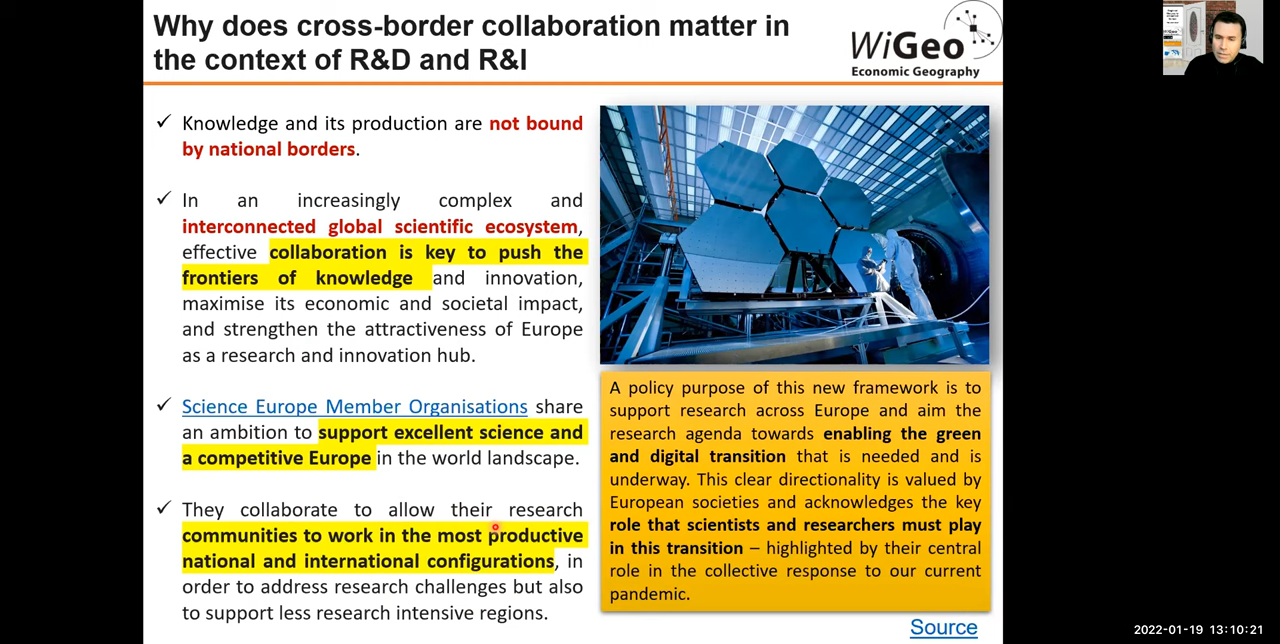 Why does cross-border collaboration matter in
the context of R&D and R&I
WiGeo
Economic Geography
✓ Knowledge and its production are not bound
by national borders.
✓ In an increasingly complex and
interconnected global scientific ecosystem,
effective collaboration is key to push the
frontiers of knowledge and innovation,
maximise its economic and societal impact,
and strengthen the attractiveness of Europe
as a research and innovation hub.
✓ Science Europe Member Organisations share
an ambition to support excellent science and
a competitive Europe in the world landscape.
✓ They collaborate to allow their research
communities to work in the most productive
national and international configurations, in
order to address research challenges but also
to support less research intensive regions.
A policy purpose of this new framework is to
support research across Europe and aim the
research agenda towards enabling the green
and digital transition that is needed and is
underway. This clear directionality is valued by
European societies and acknowledges the key
role that scientists and researchers must play
in this transition – highlighted by their central
role in the collective response to our current
pandemic.
Source
2022-01-19 13:10:21